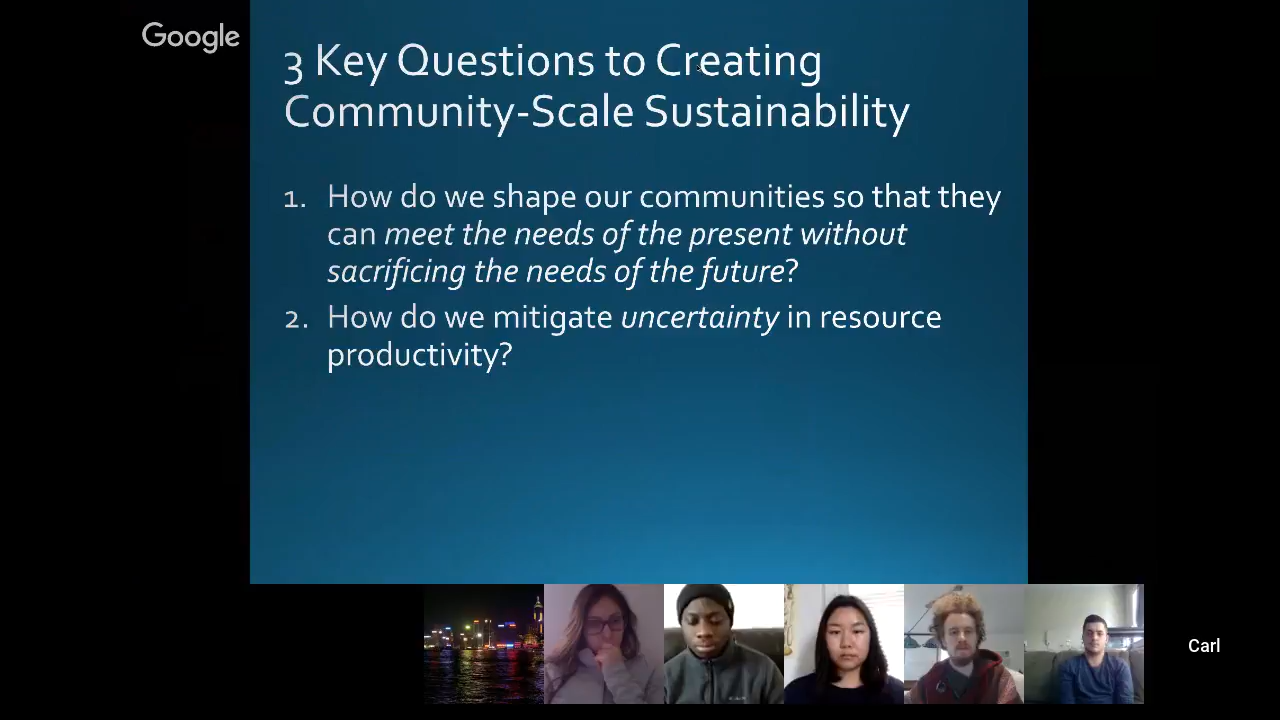 Google
3 Key Questions to Creating
Community-Scale Sustainability
1. How do we shape our communities so that they
can meet the needs of the present without
sacrificing the needs of the future?
2. How do we mitigate uncertainty in resource
productivity?
Carl